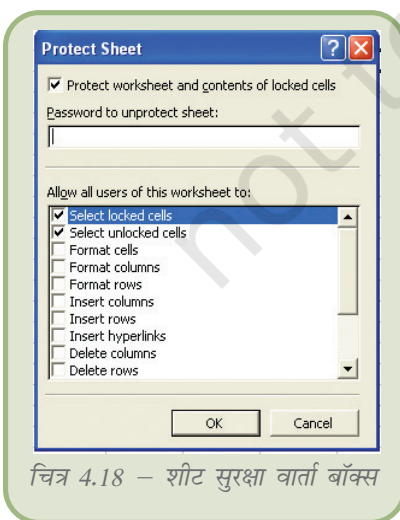 Protect Sheet
Protect worksheet and contents of locked cells
Password to unprotect sheet:
Allow all users of this worksheet to:
Select locked cells
Select unlocked cells
Format cells
Format columns
Format rows
Insert columns
Insert rows
Insert hyperlinks
Delete columns
Delete rows
OK Cancel
चित्र 4.18 – शीट सुरक्षा वार्ता बॉक्स
not to